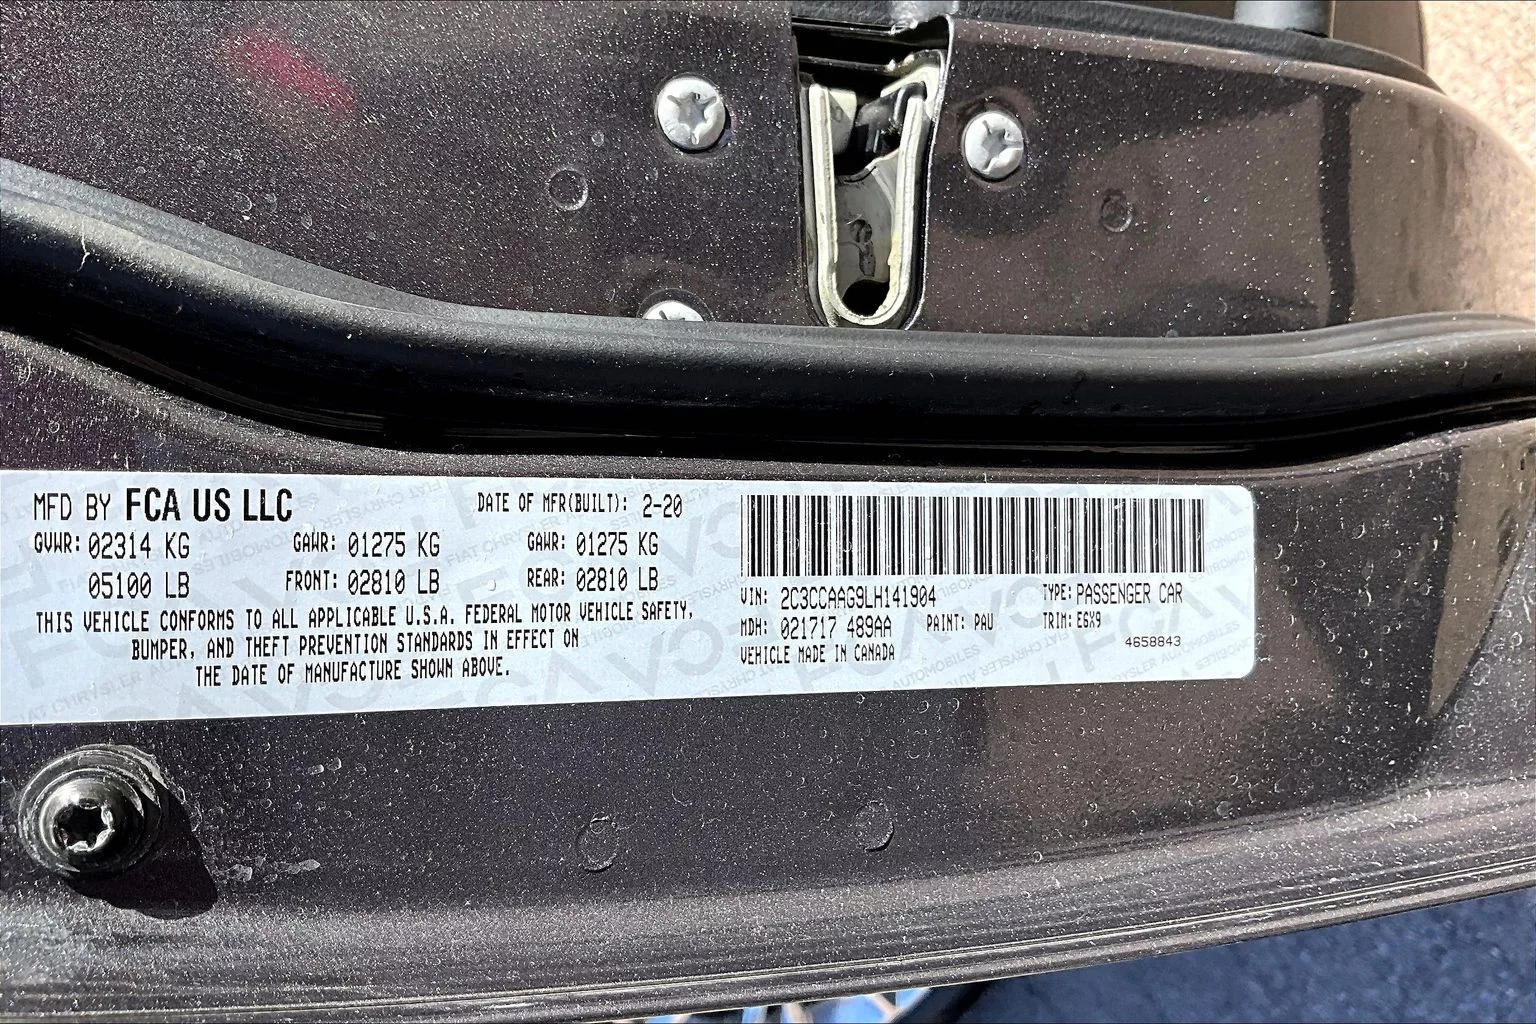 MFD BY FCA US LLC DATE OF MFR(BUILT): 2-20
GVWR: 02314 KG GAWR: 01275 KG GAWR: 01275 KG
05100 LB FRONT: 02810 LB REAR: 02810 LB
THIS VEHICLE CONFORMS TO ALL APPLICABLE U.S.A. FEDERAL MOTOR VEHICLE SAFETY,
BUMPER, AND THEFT PREVENTION STANDARDS IN EFFECT ON
THE DATE OF MANUFACTURE SHOWN ABOVE.
VIN: 2C3CCAAG9LH141904 TYPE: PASSENGER CAR
MDH: 021717 489AA PAINT: PAU TRIM: E6X9
VEHICLE MADE IN CANADA 4658843